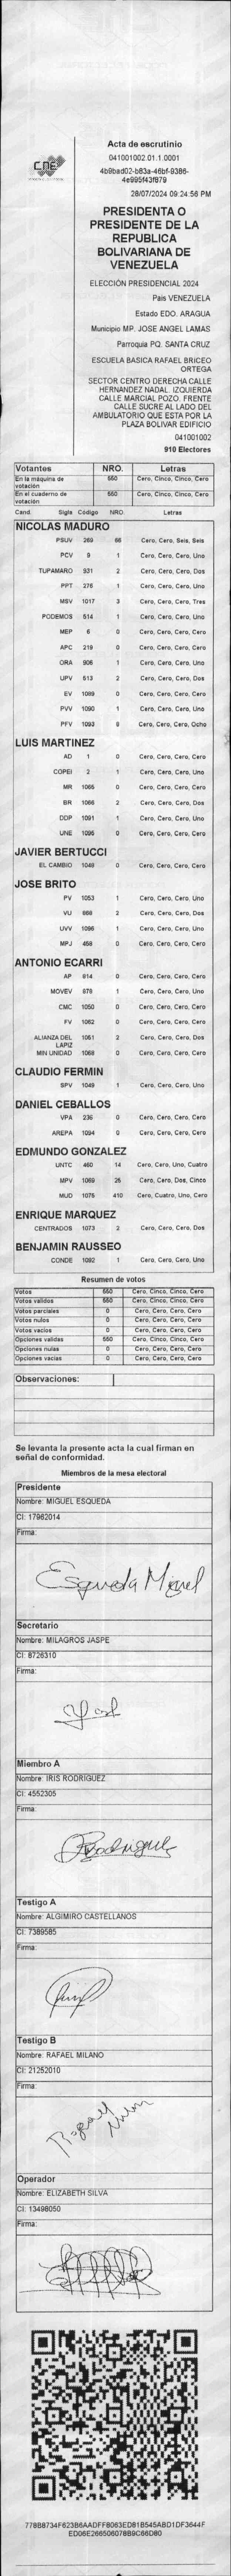 CNE
Acta de escrutinio
041001002.01.1.0001
4b9bad02-b83a-46bf-9386-
4e995f43f879
28/07/2024 09:24:56 PM
PRESIDENTA O
PRESIDENTE DE LA
REPUBLICA
BOLIVARIANA DE
VENEZUELA
ELECCIÓN PRESIDENCIAL 2024
Pais VENEZUELA
Estado EDO. ARAGUA
Municipio MP. JOSE ANGEL LAMAS
Parroquia PQ. SANTA CRUZ
ESCUELA BASICA RAFAEL BRICEO
ORTEGA
SECTOR CENTRO DERECHA CALLE
HERNANDEZ NADAL. IZQUIERDA
CALLE MARCIAL POZO. FRENTE
CALLE SUCRE AL LADO DEL
AMBULATORIO QUE ESTA POR LA
PLAZA BOLIVAR EDIFICIO
041001002
910 Electores
Votantes NRO. Letras
En la máquina de votación 550 Cero, Cinco, Cinco, Cero
En el cuaderno de votación 550 Cero, Cinco, Cinco, Cero
Cand. Sigla Código NRO. Letras
NICOLAS MADURO
PSUV 269 66 Cero, Cero, Seis, Seis
PCV 9 1 Cero, Cero, Cero, Uno
TUPAMARO 931 2 Cero, Cero, Cero, Dos
PPT 276 1 Cero, Cero, Cero, Uno
MSV 1017 3 Cero, Cero, Cero, Tres
PODEMOS 514 1 Cero, Cero, Cero, Uno
MEP 6 0 Cero, Cero, Cero, Cero
APC 219 0 Cero, Cero, Cero, Cero
ORA 906 1 Cero, Cero, Cero, Uno
UPV 513 2 Cero, Cero, Cero, Dos
EV 1089 0 Cero, Cero, Cero, Cero
PVV 1090 1 Cero, Cero, Cero, Uno
PFV 1093 8 Cero, Cero, Cero, Ocho
LUIS MARTINEZ
AD 1 0 Cero, Cero, Cero, Cero
COPEI 2 1 Cero, Cero, Cero, Uno
MR 1065 0 Cero, Cero, Cero, Cero
BR 1066 2 Cero, Cero, Cero, Dos
DDP 1091 1 Cero, Cero, Cero, Uno
UNE 1095 0 Cero, Cero, Cero, Cero
JAVIER BERTUCCI
EL CAMBIO 1048 0 Cero, Cero, Cero, Cero
JOSE BRITO
PV 1053 1 Cero, Cero, Cero, Uno
VU 868 2 Cero, Cero, Cero, Dos
UVV 1096 1 Cero, Cero, Cero, Uno
MPJ 458 0 Cero, Cero, Cero, Cero
ANTONIO ECARRI
AP 814 0 Cero, Cero, Cero, Cero
MOVEV 978 1 Cero, Cero, Cero, Uno
CMC 1050 0 Cero, Cero, Cero, Cero
FV 1062 0 Cero, Cero, Cero, Cero
ALIANZA DEL LAPIZ 1051 2 Cero, Cero, Cero, Dos
MIN UNIDAD 1068 0 Cero, Cero, Cero, Cero
CLAUDIO FERMIN
SPV 1049 1 Cero, Cero, Cero, Uno
DANIEL CEBALLOS
VPA 236 0 Cero, Cero, Cero, Cero
AREPA 1094 0 Cero, Cero, Cero, Cero
EDMUNDO GONZALEZ
UNTC 460 14 Cero, Cero, Uno, Cuatro
MPV 1069 25 Cero, Cero, Dos, Cinco
MUD 1075 410 Cero, Cuatro, Uno, Cero
ENRIQUE MARQUEZ
CENTRADOS 1073 2 Cero, Cero, Cero, Dos
BENJAMIN RAUSSEO
CONDE 1092 1 Cero, Cero, Cero, Uno
Resumen de votos
Votos 550 Cero, Cinco, Cinco, Cero
Votos validos 550 Cero, Cinco, Cinco, Cero
Votos parciales 0 Cero, Cero, Cero, Cero
Votos nulos 0 Cero, Cero, Cero, Cero
Votos vacios 0 Cero, Cero, Cero, Cero
Opciones validas 550 Cero, Cinco, Cinco, Cero
Opciones nulas 0 Cero, Cero, Cero, Cero
Opciones vacias 0 Cero, Cero, Cero, Cero
Observaciones:
Se levanta la presente acta la cual firman en
señal de conformidad.
Miembros de la mesa electoral
Presidente
Nombre: MIGUEL ESQUEDA
CI: 17962014
Firma:
Esqueda Miguel
Secretario
Nombre: MILAGROS JASPE
CI: 8726310
Firma:
Miembro A
Nombre: IRIS RODRIGUEZ
CI: 4552305
Firma:
Rodriguez
Testigo A
Nombre: ALGIMIRO CASTELLANOS
CI: 7389585
Firma:
Testigo B
Nombre: RAFAEL MILANO
CI: 21252010
Firma:
Rafael Milano
Operador
Nombre: ELIZABETH SILVA
CI: 13498050
Firma:
778B8734F623B6AADFF8063ED81B545ABD1DF3644F
ED06E266506078B9C66D80